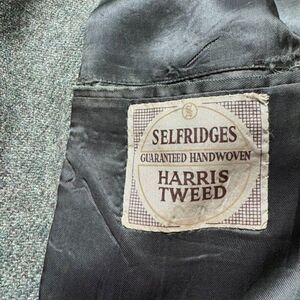 SELFRIDGES
GUARANTEED HANDWOVEN
HARRIS
TWEED